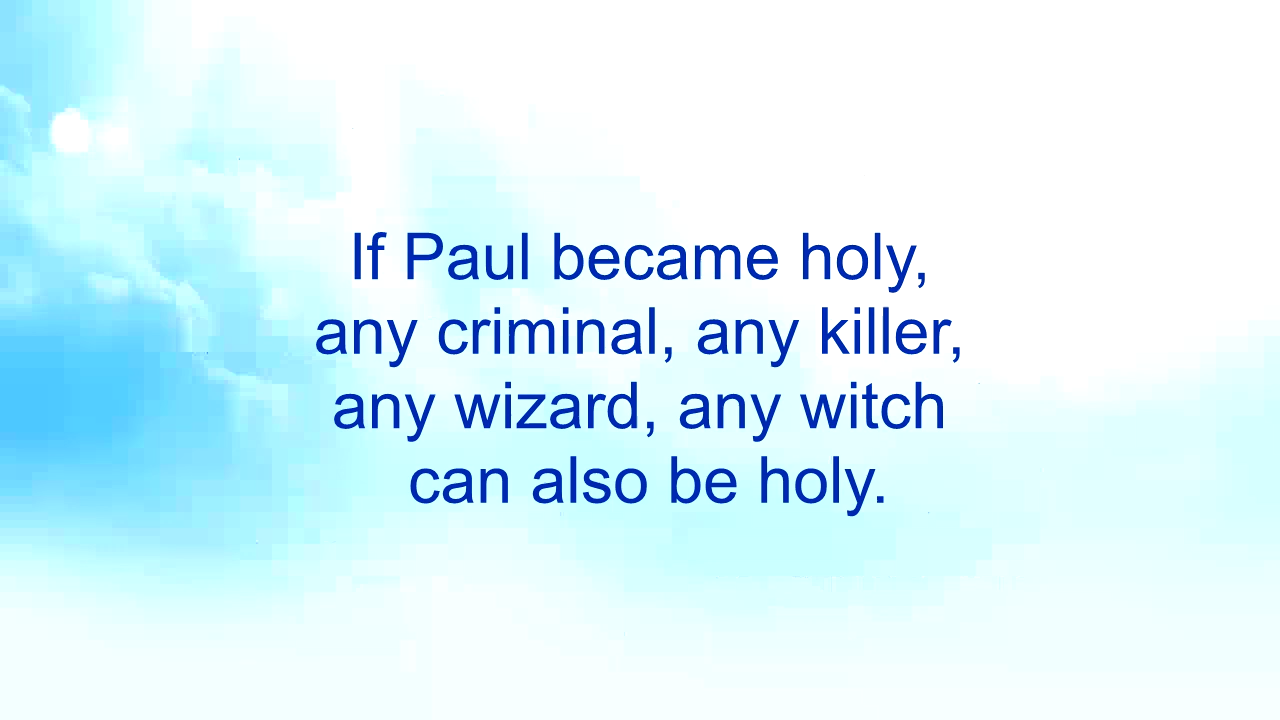 If Paul became holy,
any criminal, any killer,
any wizard, any witch
can also be holy.